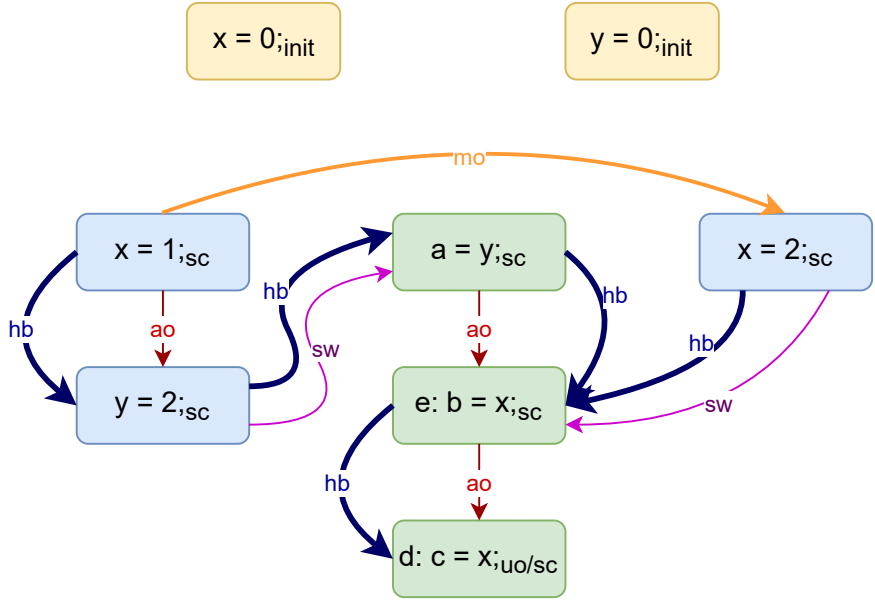 x = 0;init
y = 0;init
mo
x = 1;sc
a = y;sc
x = 2;sc
hb
hb
hb
hb
ao
ao
sw
y = 2;sc
e: b = x;sc
sw
hb
ao
d: c = x;uo/sc